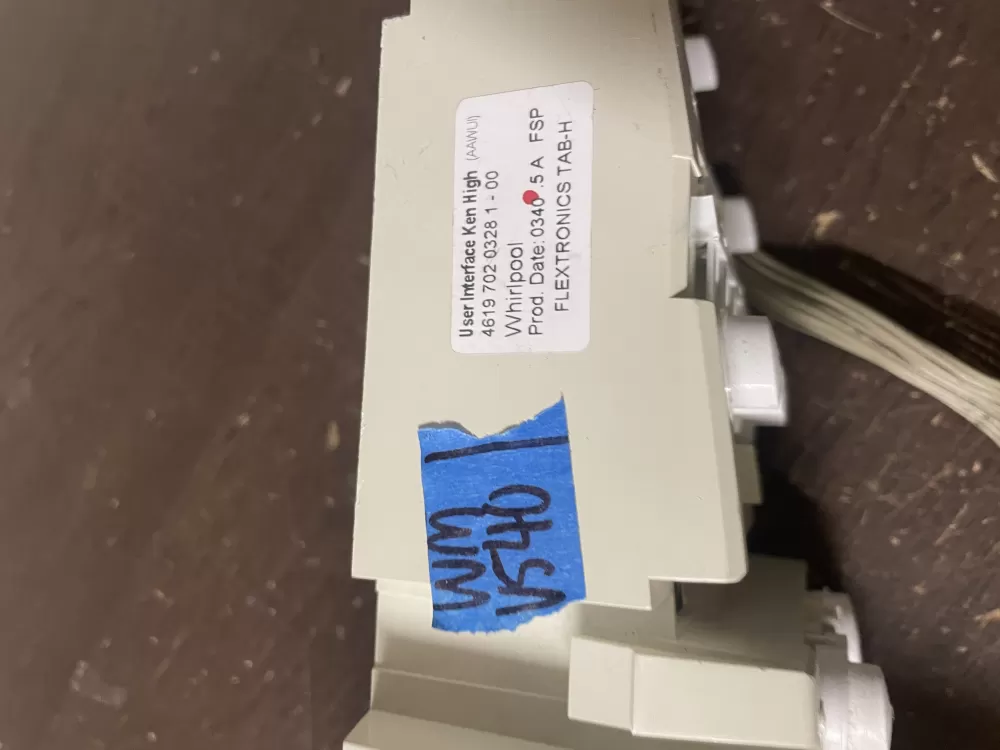 User Interface Ken High (AAWUI)
4619 702 0328 1 - 00
Whirlpool
Prod. Date: 0340 .5 A FSP
FLEXTRONICS TAB-H
WM
V540